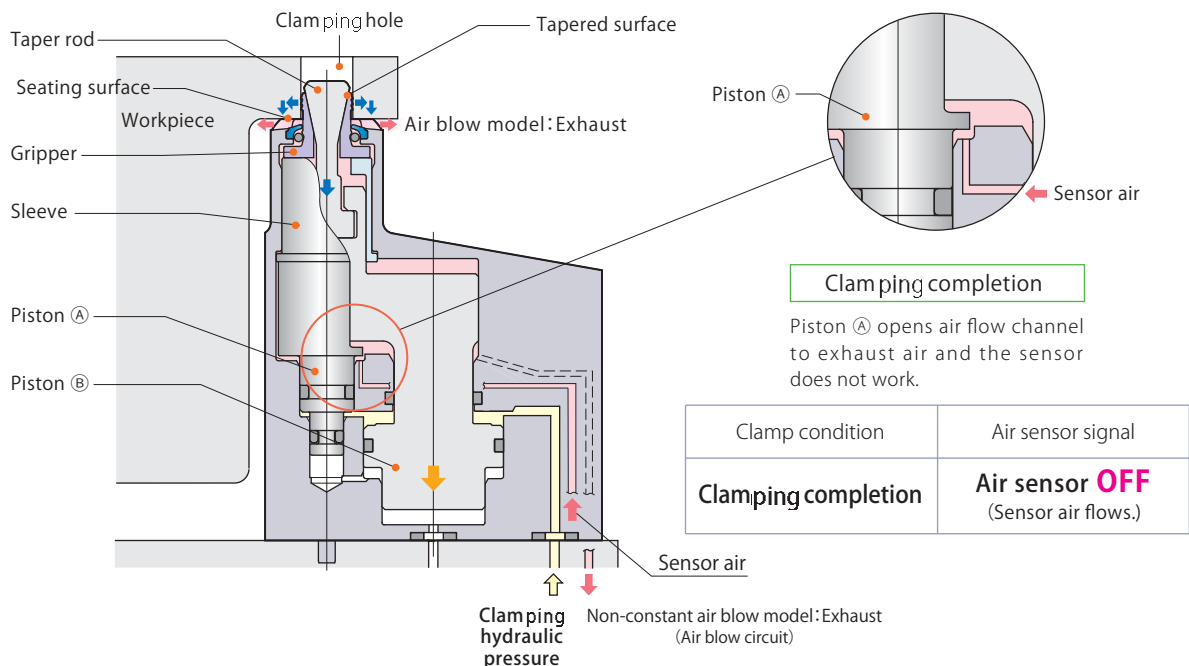 Clamping hole
Taper rod
Tapered surface
Seating surface
Workpiece
Air blow model:Exhaust
Gripper
Sleeve
Piston Ⓐ
Piston Ⓑ
Piston Ⓐ
Sensor air
Clamping completion
Piston Ⓐ opens air flow channel
to exhaust air and the sensor
does not work.
Clamp condition
Air sensor signal
Clamping completion
Air sensor OFF
(Sensor air flows.)
Sensor air
Clamping
hydraulic
pressure
Non-constant air blow model:Exhaust
(Air blow circuit)